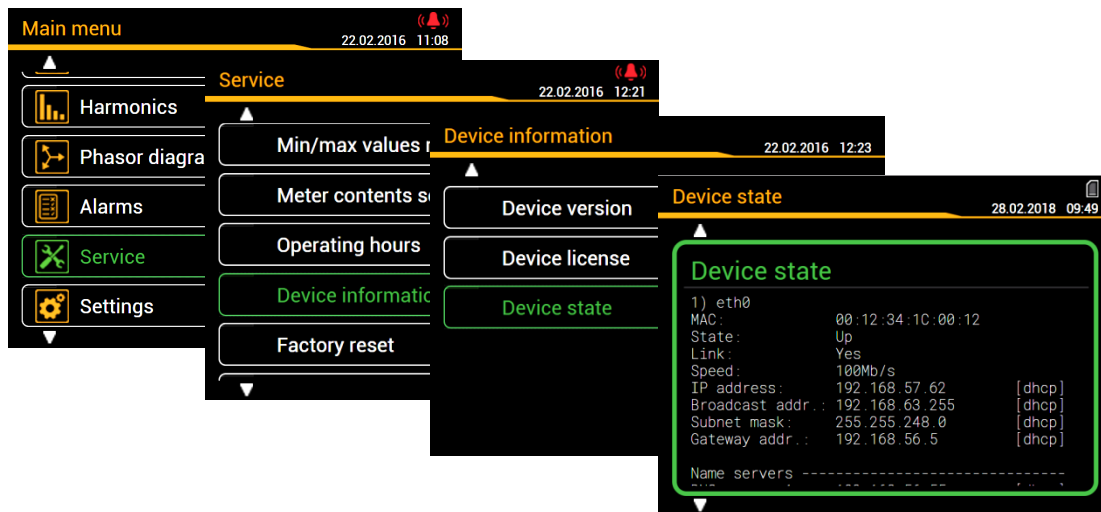 Main menu
22.02.2016 11:08
Harmonics
Phasor diagra
Alarms
Service
Settings
Service
22.02.2016 12:21
Min/max values
Meter contents s
Operating hours
Device informatic
Factory reset
Device information
22.02.2016 12:23
Device version
Device license
Device state
Device state
28.02.2018 09:49
Device state
1) eth0
MAC: 00:12:34:1C:00:12
State: Up
Link: Yes
Speed: 100Mb/s
IP address: 192.168.57.62 [dhcp]
Broadcast addr.: 192.168.63.255 [dhcp]
Subnet mask: 255.255.248.0 [dhcp]
Gateway addr.: 192.168.56.5 [dhcp]
Name servers --------------------------------